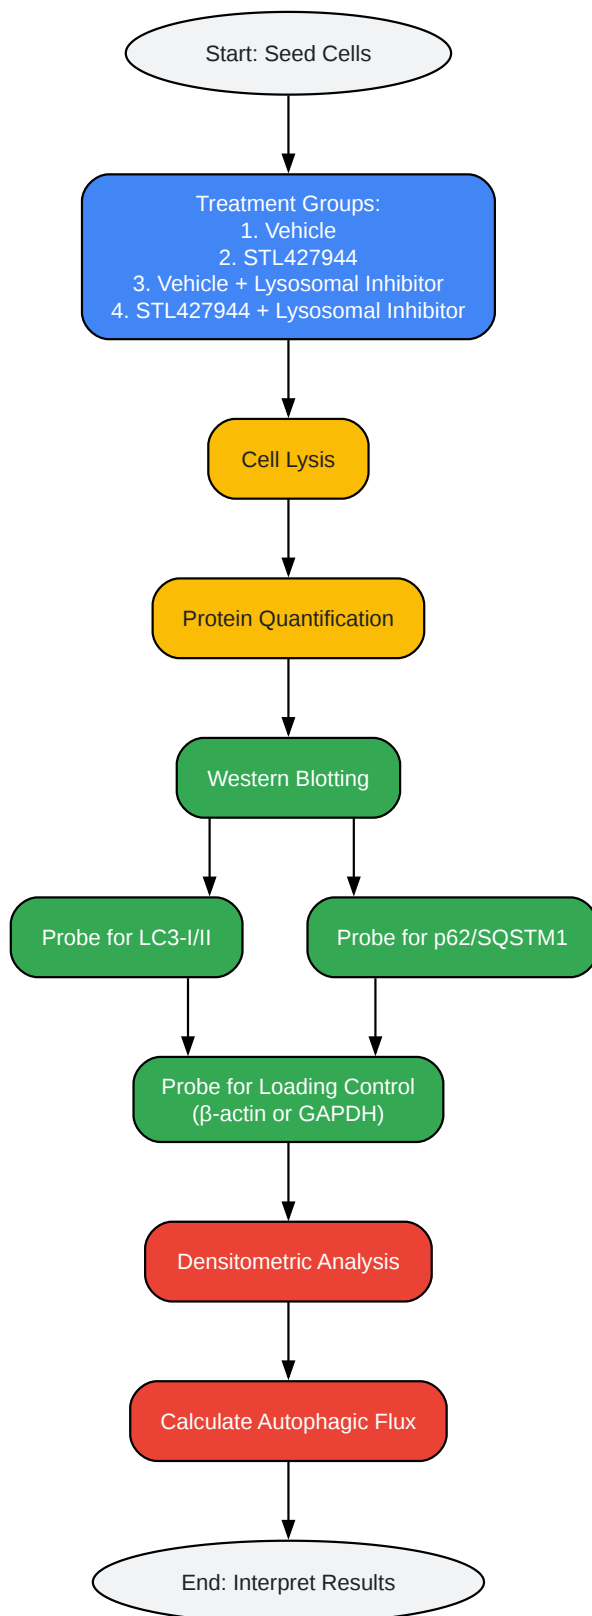 Start: Seed Cells
Treatment Groups:
1. Vehicle
2. STL427944
3. Vehicle + Lysosomal Inhibitor
4. STL427944 + Lysosomal Inhibitor
Cell Lysis
Protein Quantification
Western Blotting
Probe for LC3-I/II
Probe for p62/SQSTM1
Probe for Loading Control
(β-actin or GAPDH)
Densitometric Analysis
Calculate Autophagic Flux
End: Interpret Results